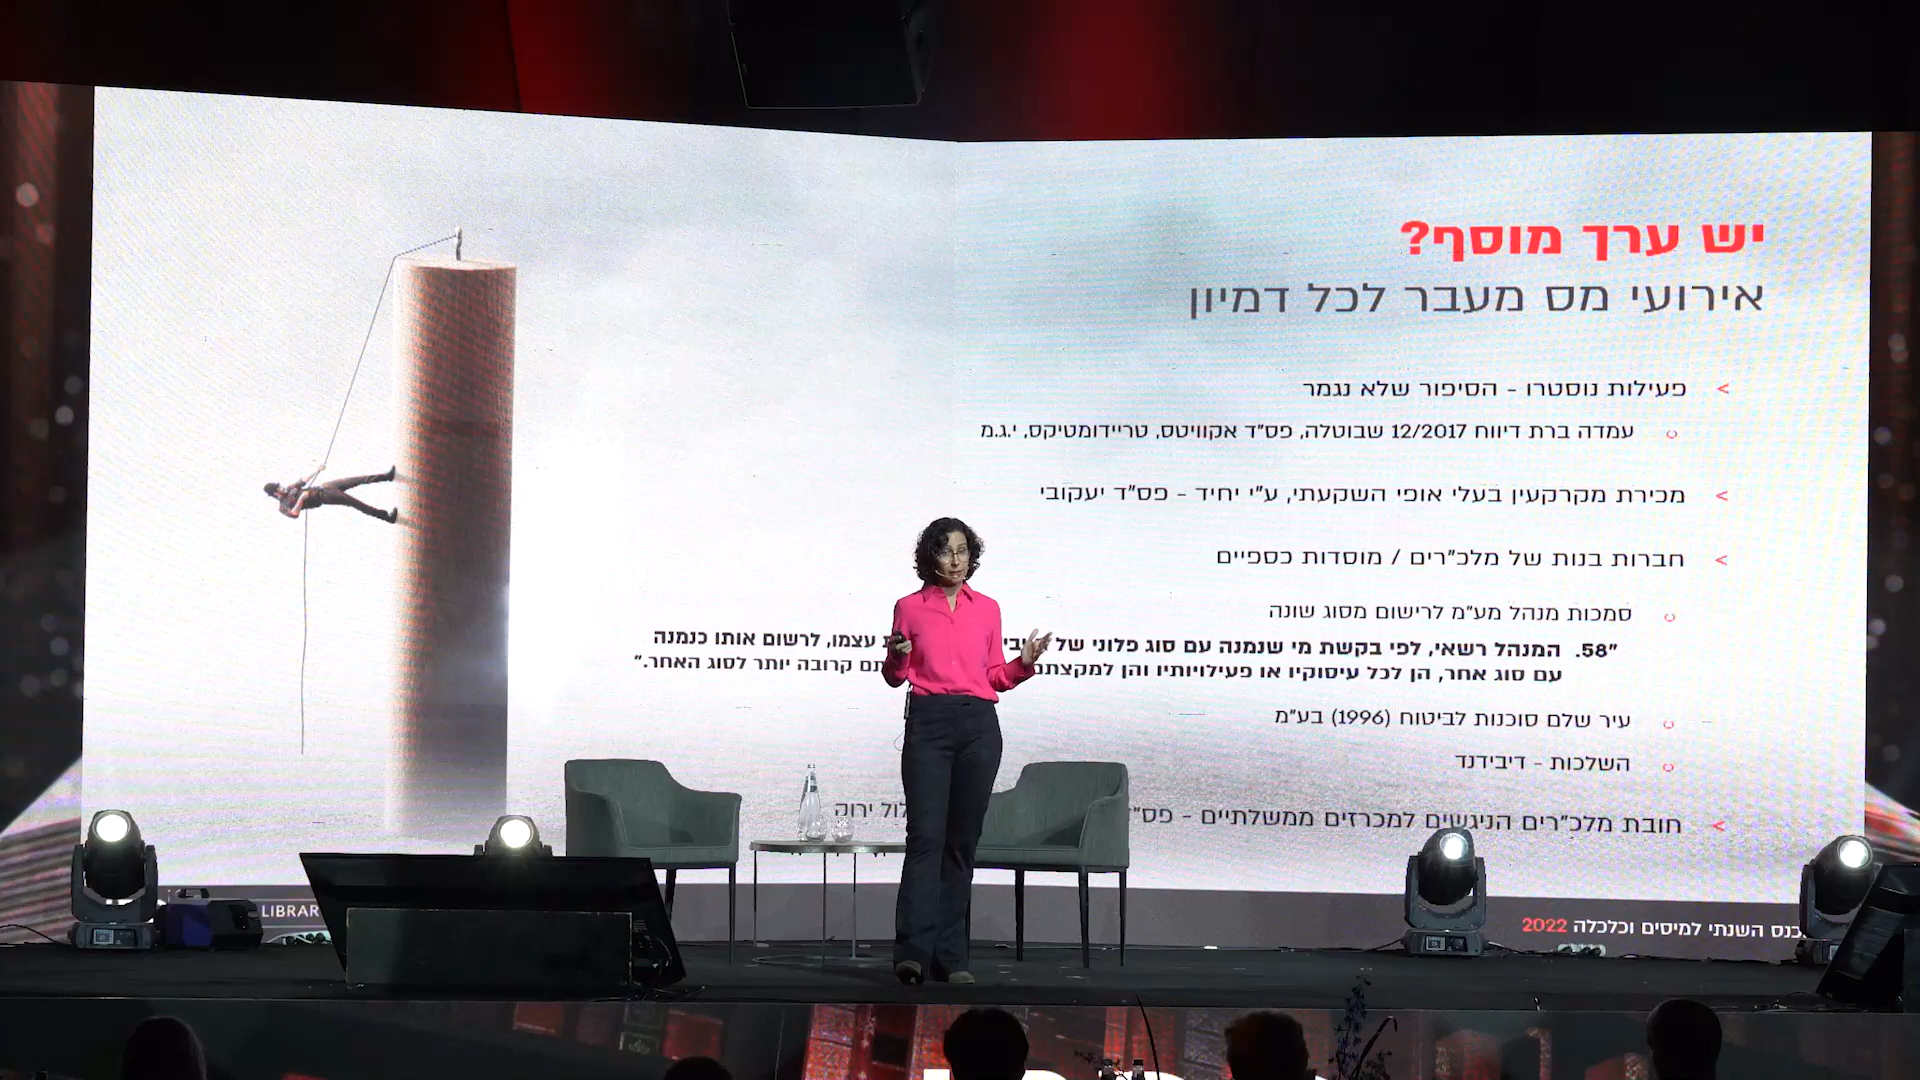 יש ערך מוסף?
אירועי מס מעבר לכל דמיון
> פעילות נוסטרו - הסיפור שלא נגמר
עמדה ברת דיווח 12/2017 שבוטלה, פס"ד אקוויטס, טריידומטיקס, י.ג.מ
> מכירת מקרקעין בעלי אופי השקעתי, ע"י יחיד - פס"ד יעקובי
> חברות בנות של מלכ"רים / מוסדות כספיים
סמכות מנהל מע"מ לרישום מסוג שונה
"58. המנהל רשאי, לפי בקשת מי שנמנה עם סוג פלוני של עצמו, לרשום אותו כנמנה
עם סוג אחר, הן לכל עיסוקיו או פעילויותיו והן למקצתם קרובה יותר לסוג האחר."
עיר שלם סוכנות לביטוח (1996) בע"מ
השלכות - דיבידנד
> חובת מלכ"רים הניגשים למכרזים ממשלתיים - פס"ד ירוק
LIBRAR
כנס השנתי למיסים וכלכלה 2022